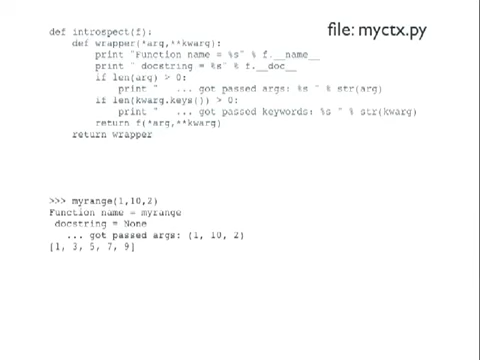 file: myctx.py
def introspect(f):
    def wrapper(*arg,**kwarg):
        print "Function name = %s" % f.__name__
        print " docstring = %s" % f.__doc__
        if len(arg) > 0:
            print "   ... got passed args: %s " % str(arg)
        if len(kwarg.keys()) > 0:
            print "   ... got passed keywords: %s " % str(kwarg)
        return f(*arg,**kwarg)
    return wrapper
>>> myrange(1,10,2)
Function name = myrange
 docstring = None
   ... got passed args: (1, 10, 2)
[1, 3, 5, 7, 9]